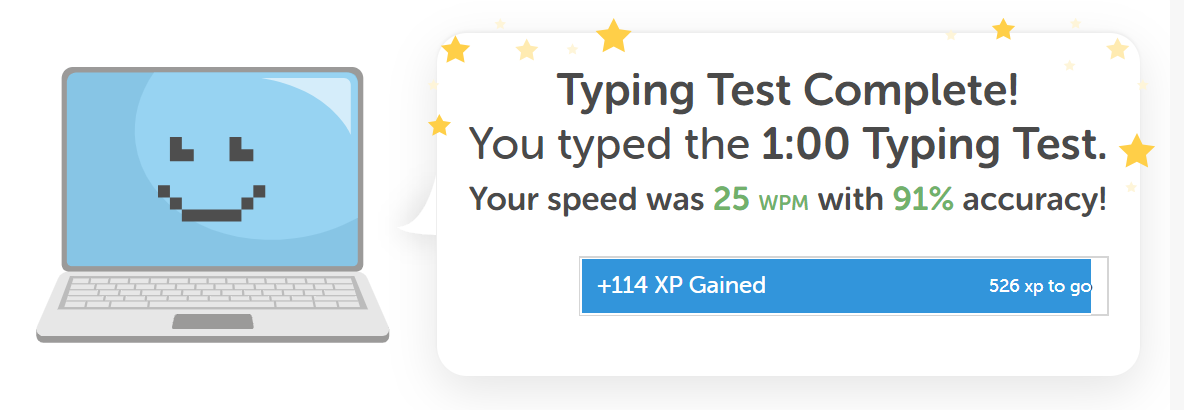 Typing Test Complete!
You typed the 1:00 Typing Test.
Your speed was 25 WPM with 91% accuracy!
+114 XP Gained 526 xp to go